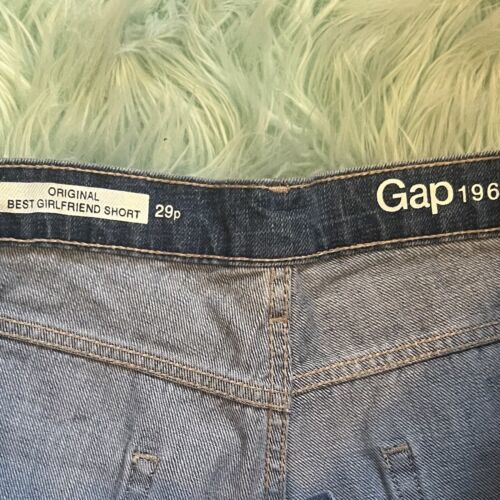 ORIGINAL
BEST GIRLFRIEND SHORT
29p
Gap 196